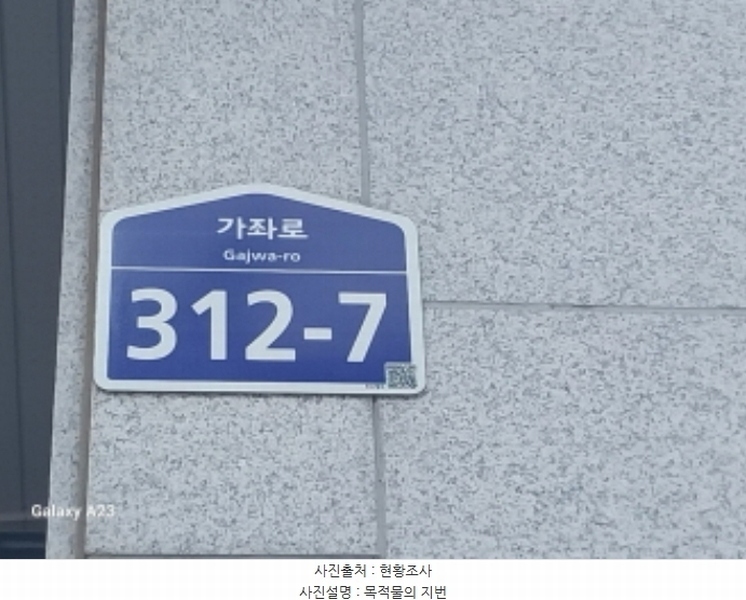 가좌로
Gajwa-ro
312-7
Galaxy A23
사진출처 : 현황조사
사진설명 : 목적물의 지번